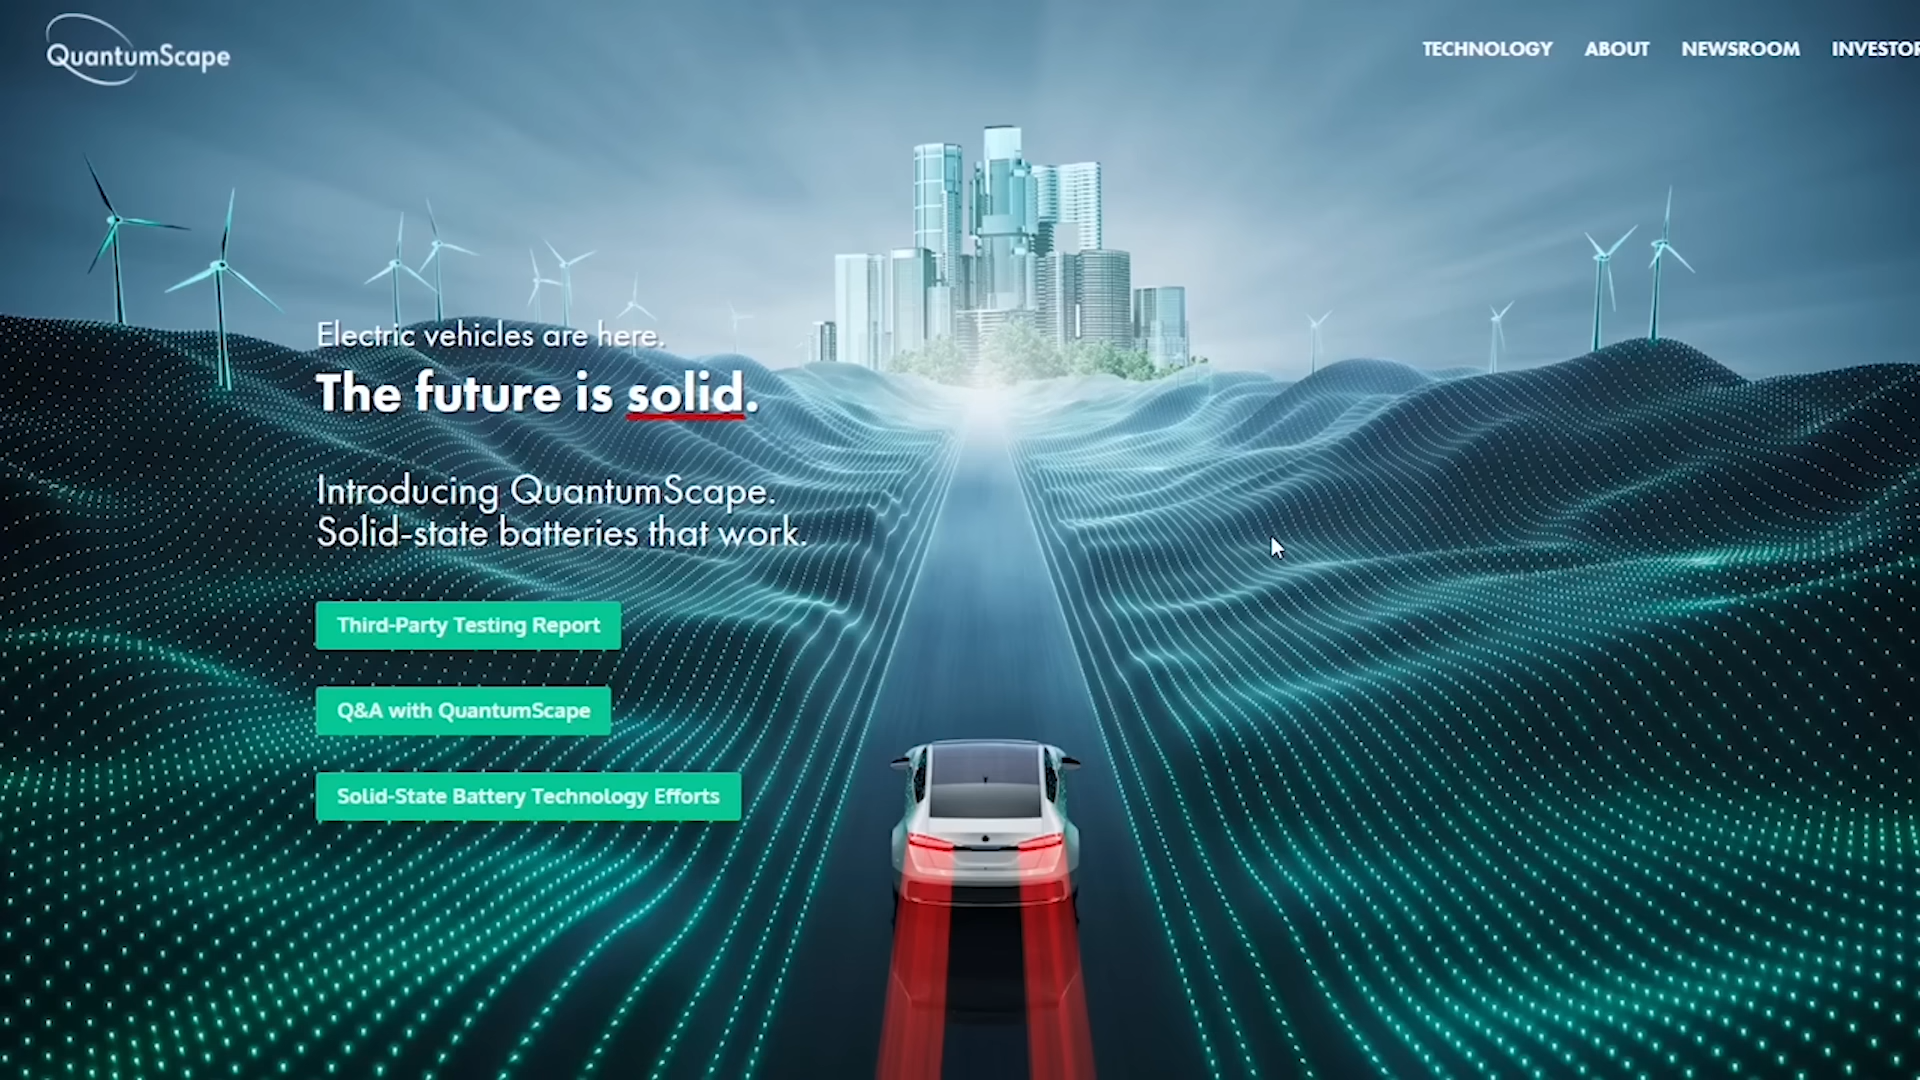 QuantumScape
TECHNOLOGY ABOUT NEWSROOM
Electric vehicles are here.
The future is solid.
Introducing QuantumScape.
Solid-state batteries that work.
Third-Party Testing Report
Q&A with QuantumScape
Solid-State Battery Technology Efforts